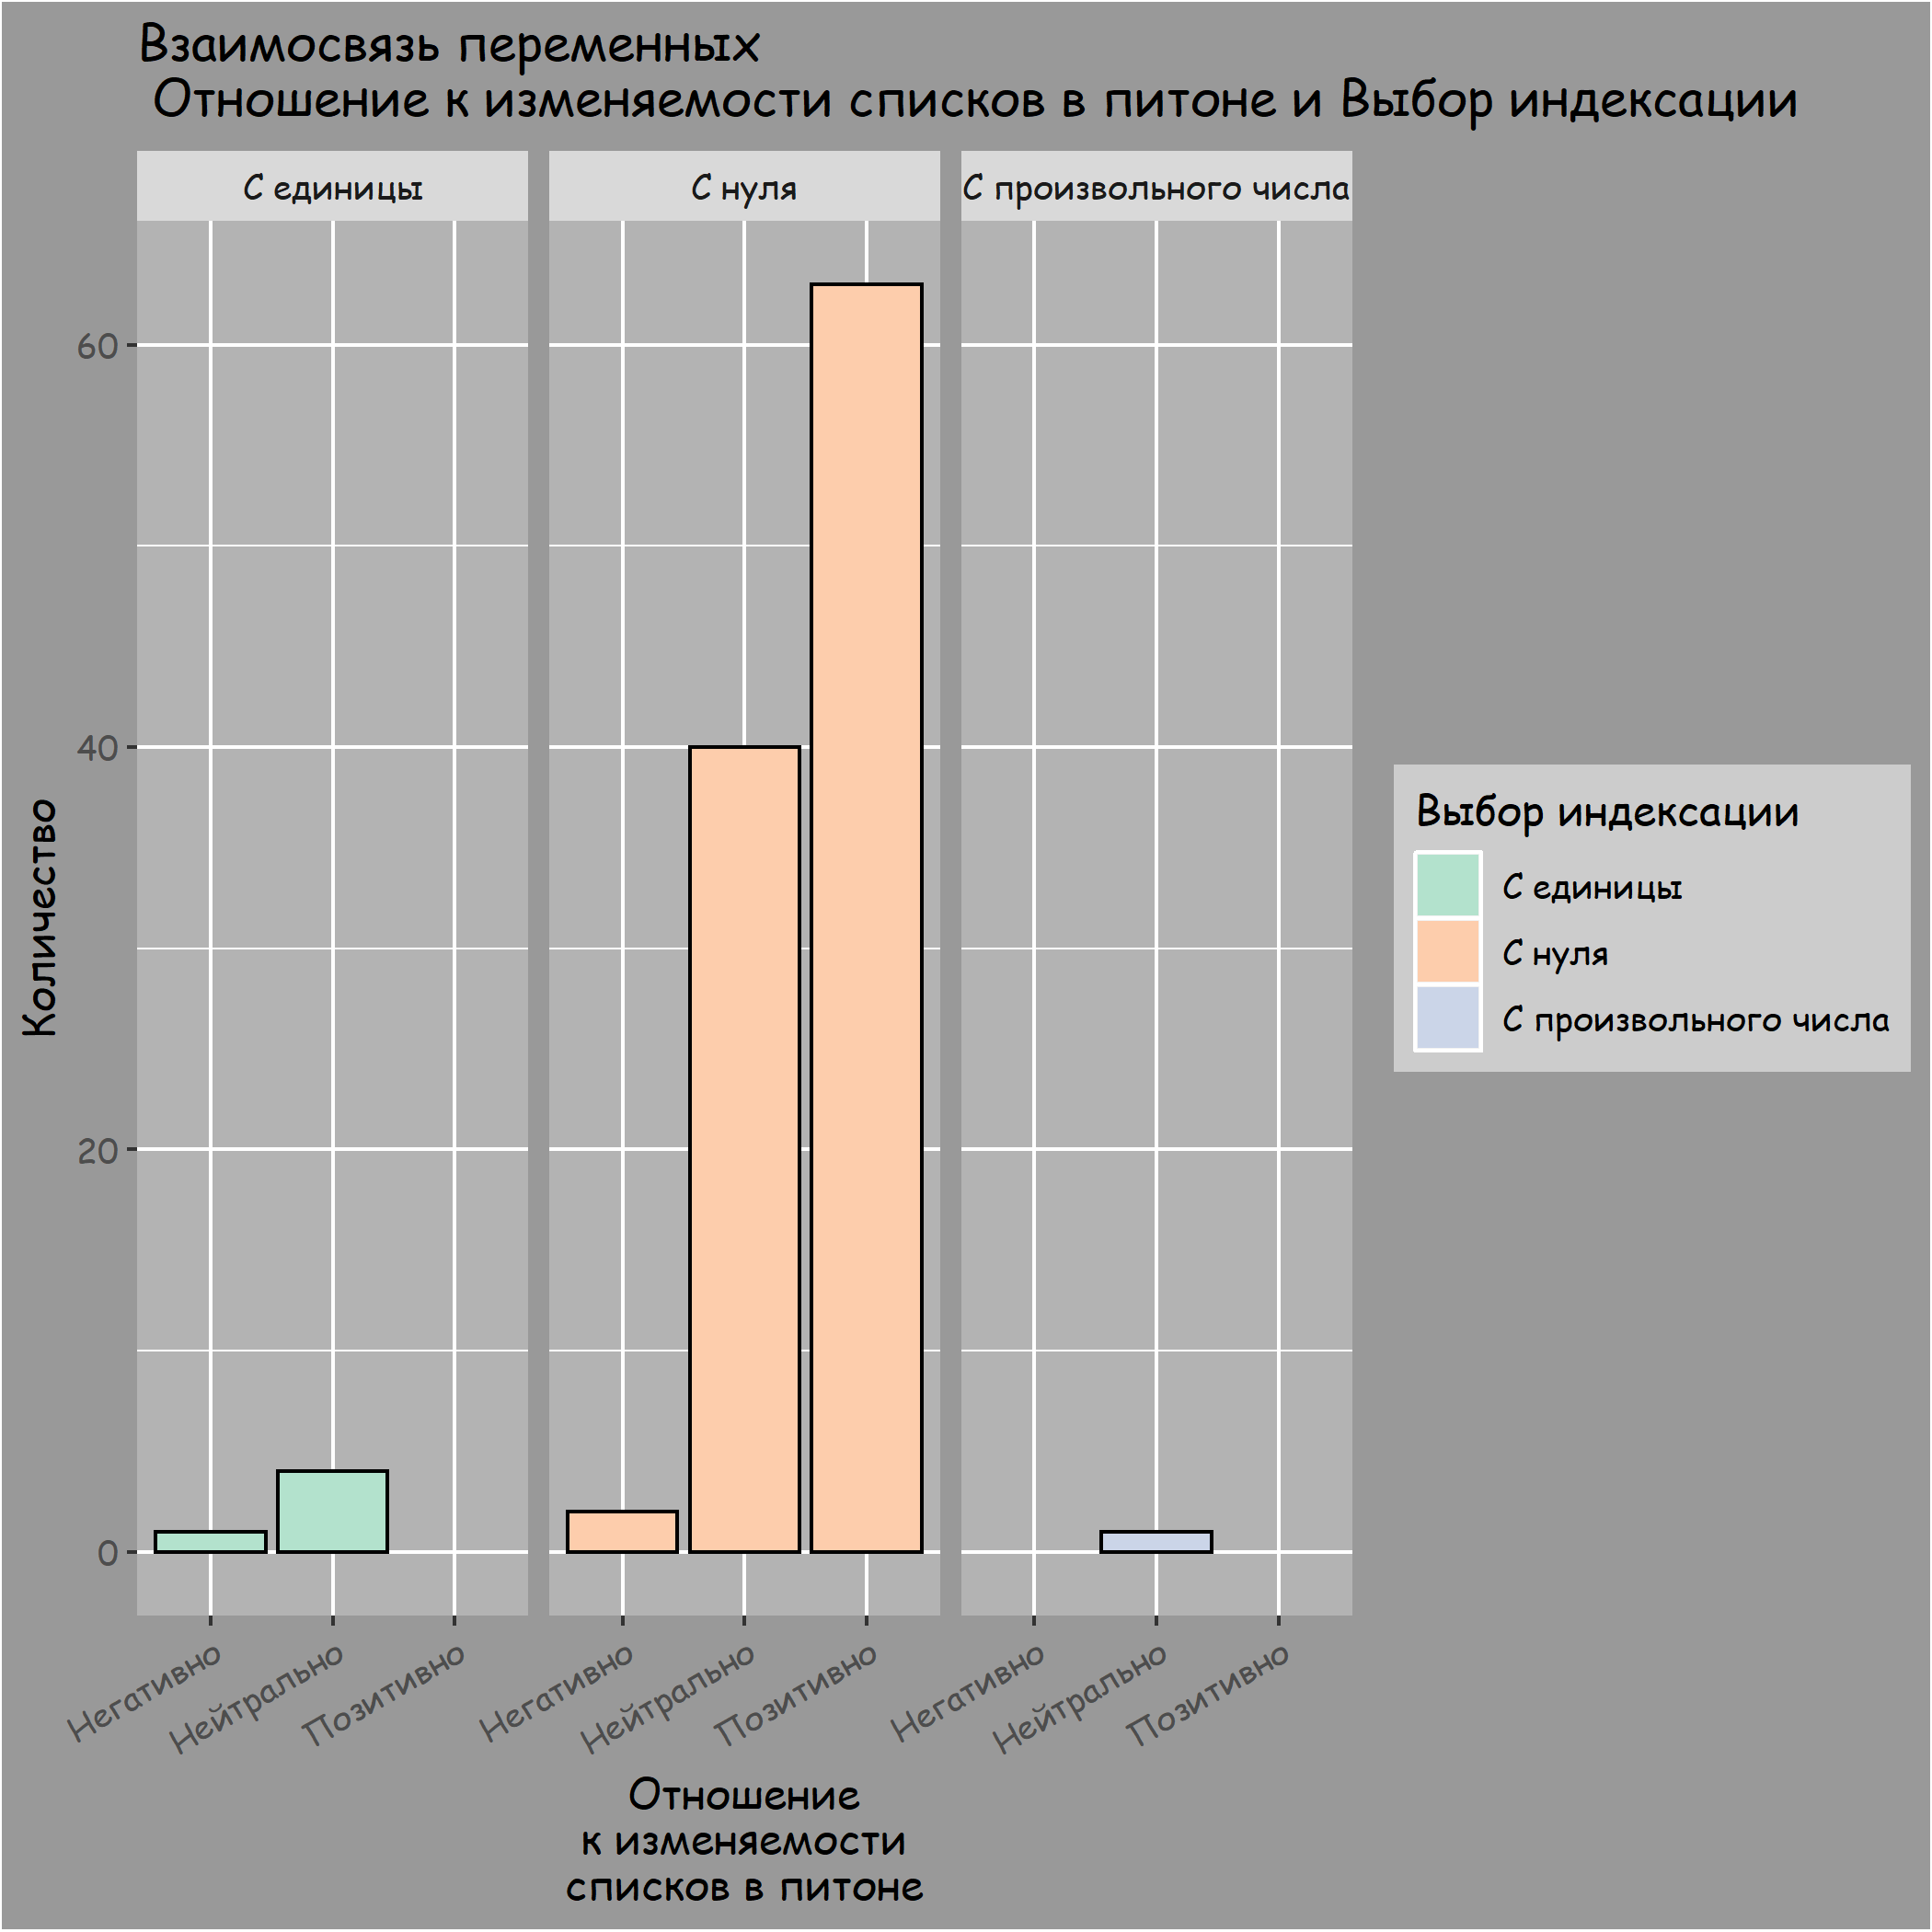 Взаимосвязь переменных
Отношение к изменяемости списков в питоне и Выбор индексации
С единицы
С нуля
С произвольного числа
60
40
20
0
Количество
Негативно
Нейтрально
Позитивно
Негативно
Нейтрально
Позитивно
Негативно
Нейтрально
Позитивно
Отношение
к изменяемости
списков в питоне
Выбор индексации
С единицы
С нуля
С произвольного числа